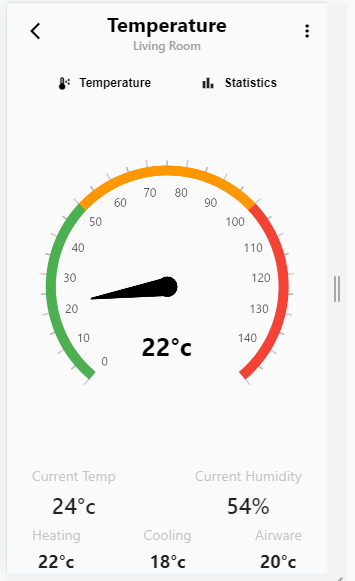 Temperature
Living Room
Temperature Statistics
70 80
60 90
50 100
40 110
30 120
20 130
10 140
0
22°c
Current Temp Current Humidity
24°c 54%
Heating Cooling Airware
22°c 18°c 20°c